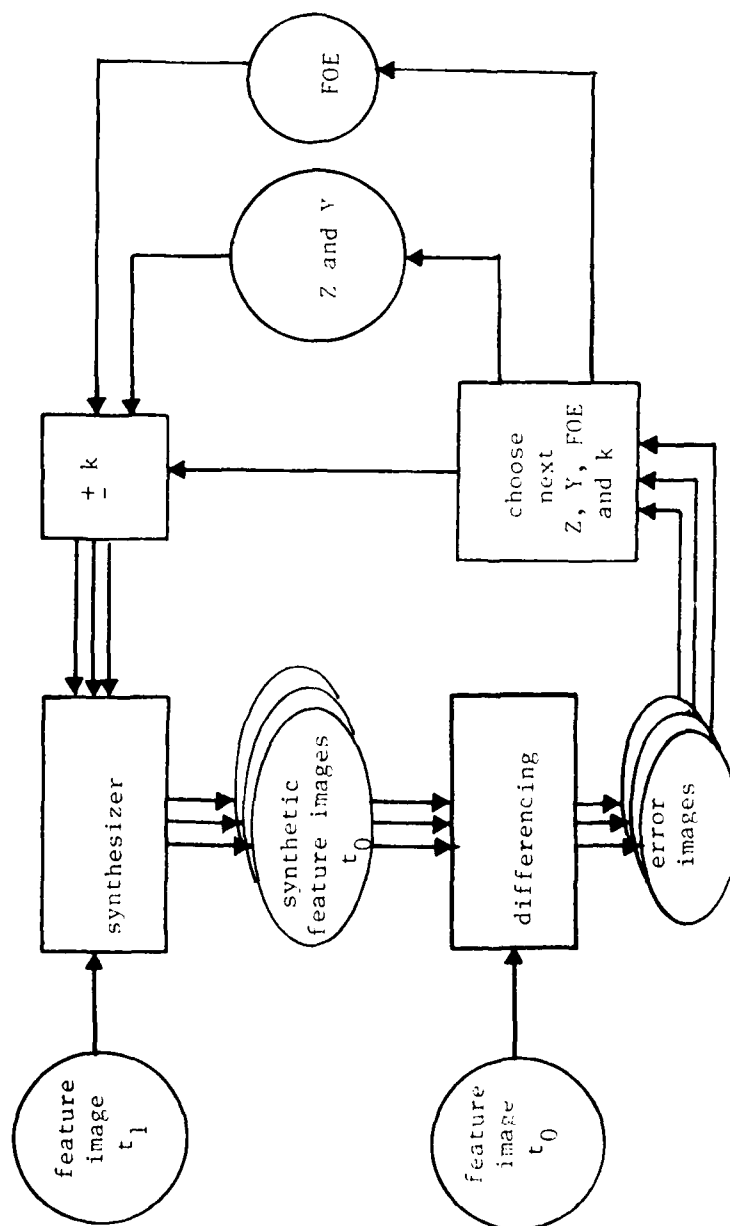 feature
image
t1
synthesizer
± k
synthetic
feature images
t0
Z and Y
FOE
feature
image
t0
differencing
choose
next
Z, Y, FOE
and k
error
images